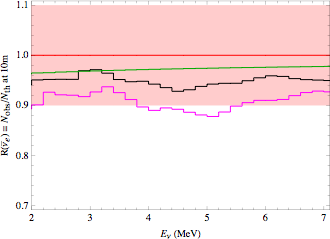 1.1
1.0
0.9
0.8
0.7
R(ν̄e) = Nobs/Nth at 10m
2 3 4 5 6 7
Eν (MeV)